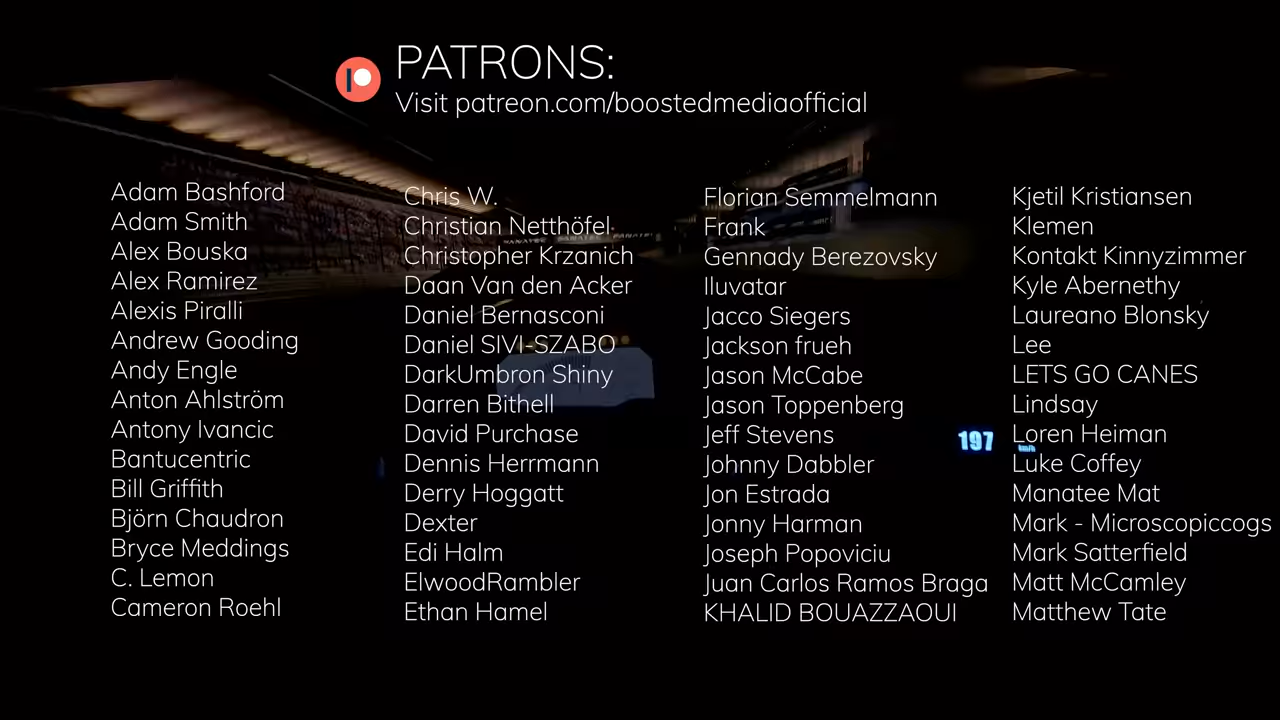 PATRONS:
Visit patreon.com/boostedmediaofficial
Adam Bashford
Adam Smith
Alex Bouska
Alex Ramirez
Alexis Piralli
Andrew Gooding
Andy Engle
Anton Ahlström
Antony Ivancic
Bantucentric
Bill Griffith
Björn Chaudron
Bryce Meddings
C. Lemon
Cameron Roehl
Chris W.
Christian Netthöfel
Christopher Krzanich
Daan Van den Acker
Daniel Bernasconi
Daniel SIVI-SZABO
DarkUmbron Shiny
Darren Bithell
David Purchase
Dennis Herrmann
Derry Hoggatt
Dexter
Edi Halm
ElwoodRambler
Ethan Hamel
Florian Semmelmann
Frank
Gennady Berezovsky
Iluvatar
Jacco Siegers
Jackson frueh
Jason McCabe
Jason Toppenberg
Jeff Stevens
Johnny Dabbler
Jon Estrada
Jonny Harman
Joseph Popoviciu
Juan Carlos Ramos Braga
KHALID BOUAZZAOUI
Kjetil Kristiansen
Klemen
Kontakt Kinnyzimmer
Kyle Abernethy
Laureano Blonsky
Lee
LETS GO CANES
Lindsay
Loren Heiman
Luke Coffey
Manatee Mat
Mark - Microscopiccogs
Mark Satterfield
Matt McCamley
Matthew Tate
197
km/h